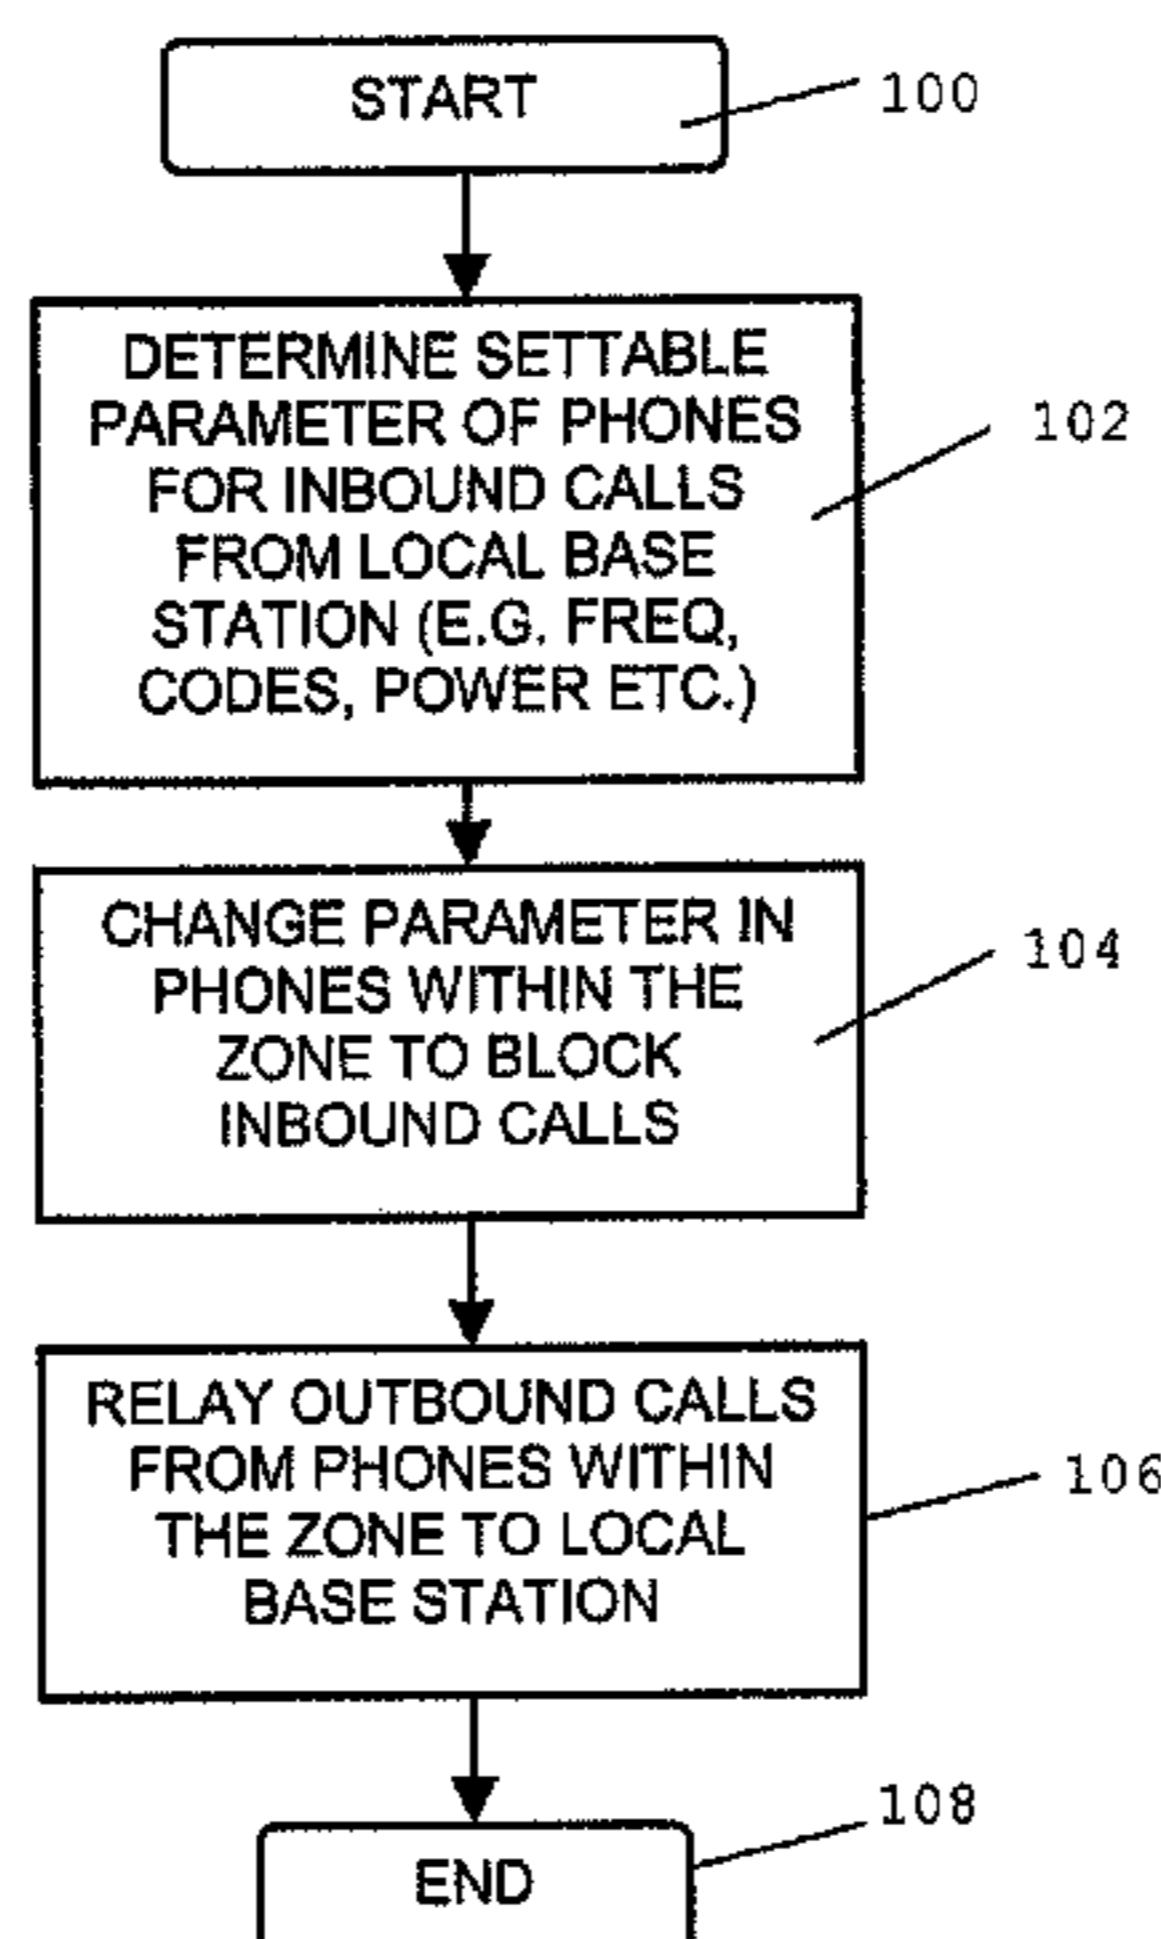 START
100
DETERMINE SETTABLE
PARAMETER OF PHONES
FOR INBOUND CALLS
FROM LOCAL BASE
STATION (E.G. FREQ,
CODES, POWER ETC.)
102
CHANGE PARAMETER IN
PHONES WITHIN THE
ZONE TO BLOCK
INBOUND CALLS
104
RELAY OUTBOUND CALLS
FROM PHONES WITHIN
THE ZONE TO LOCAL
BASE STATION
106
END
108